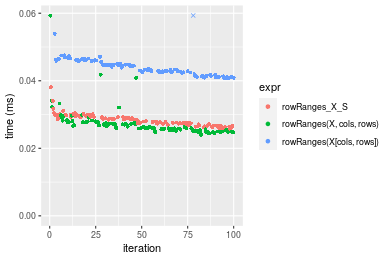 0.06
0.04
0.02
0.00
time (ms)
0
25
50
75
100
iteration
expr
rowRanges_X_S
rowRanges(X, cols, rows)
rowRanges(X[cols, rows])